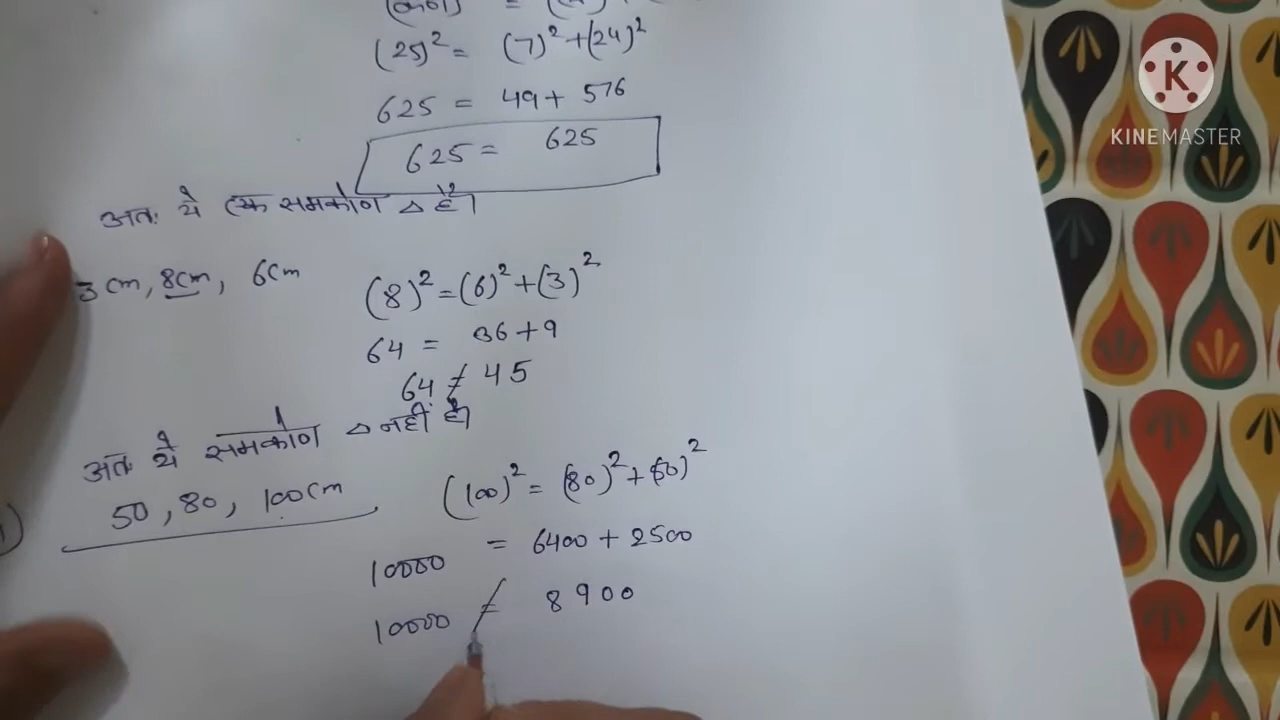 (25)² = (7)² + (24)²
625 = 49 + 576
625 = 625
अतः ये एक समकोण △ है।
3 cm, 8cm, 6cm
(8)² = (6)² + (3)²
64 = 36 + 9
64 ≠ 45
अतः ये समकोण △ नहीं है।
50, 80, 100cm
(100)² = (80)² + (50)²
10000 = 6400 + 2500
10000 ≠ 8900
KINEMASTER